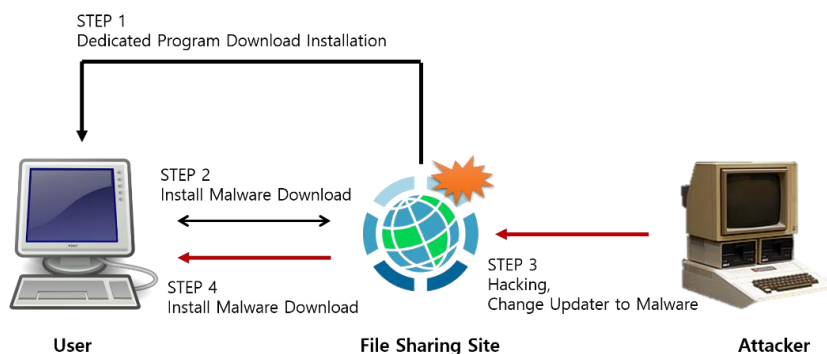 STEP 1
Dedicated Program Download Installation
STEP 2
Install Malware Download
STEP 4
Install Malware Download
STEP 3
Hacking,
Change Updater to Malware
User
File Sharing Site
Attacker